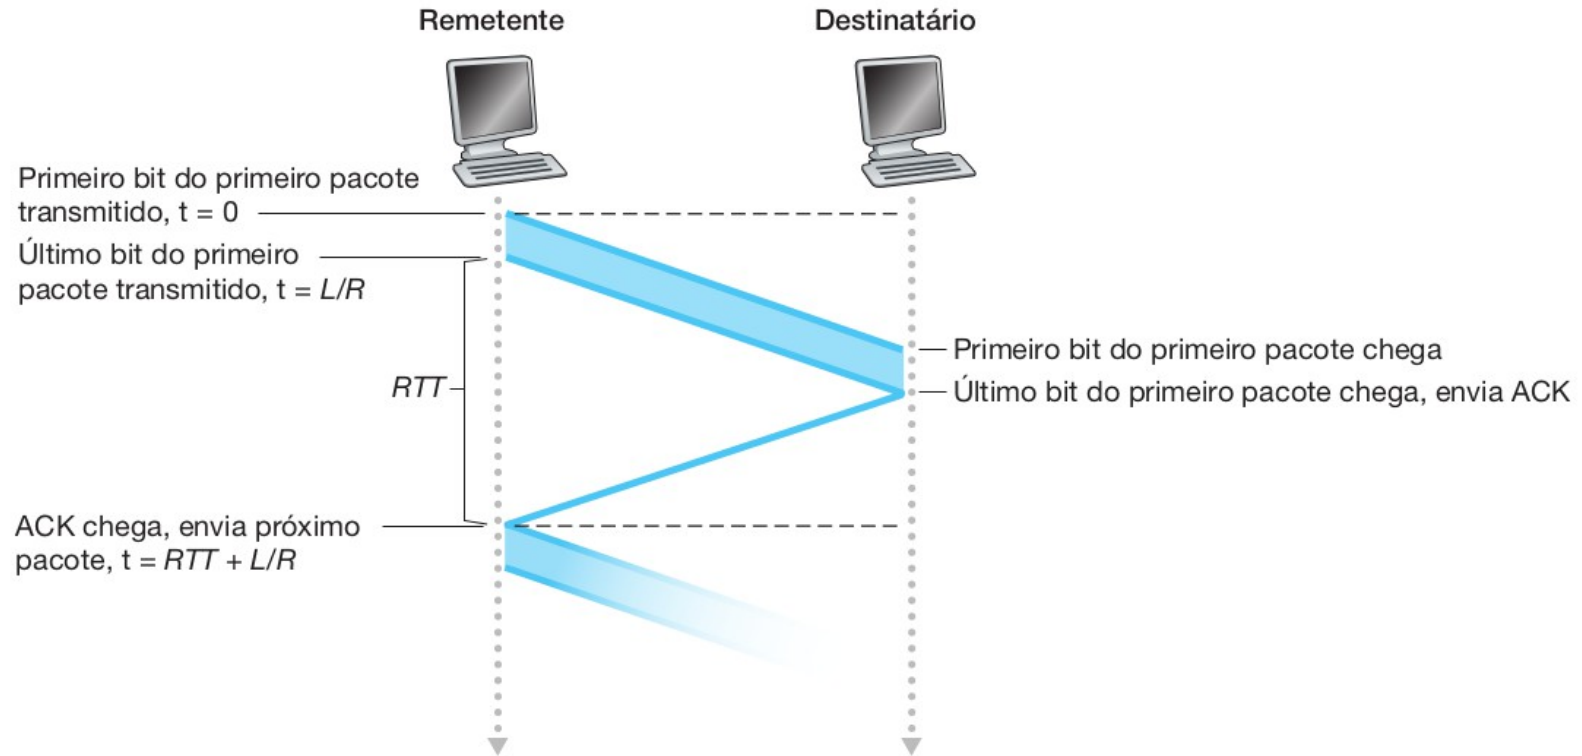 Remetente
Destinatário
Primeiro bit do primeiro pacote
transmitido, t = 0
Último bit do primeiro
pacote transmitido, t = L/R
Primeiro bit do primeiro pacote chega
RTT
Último bit do primeiro pacote chega, envia ACK
ACK chega, envia próximo
pacote, t = RTT + L/R